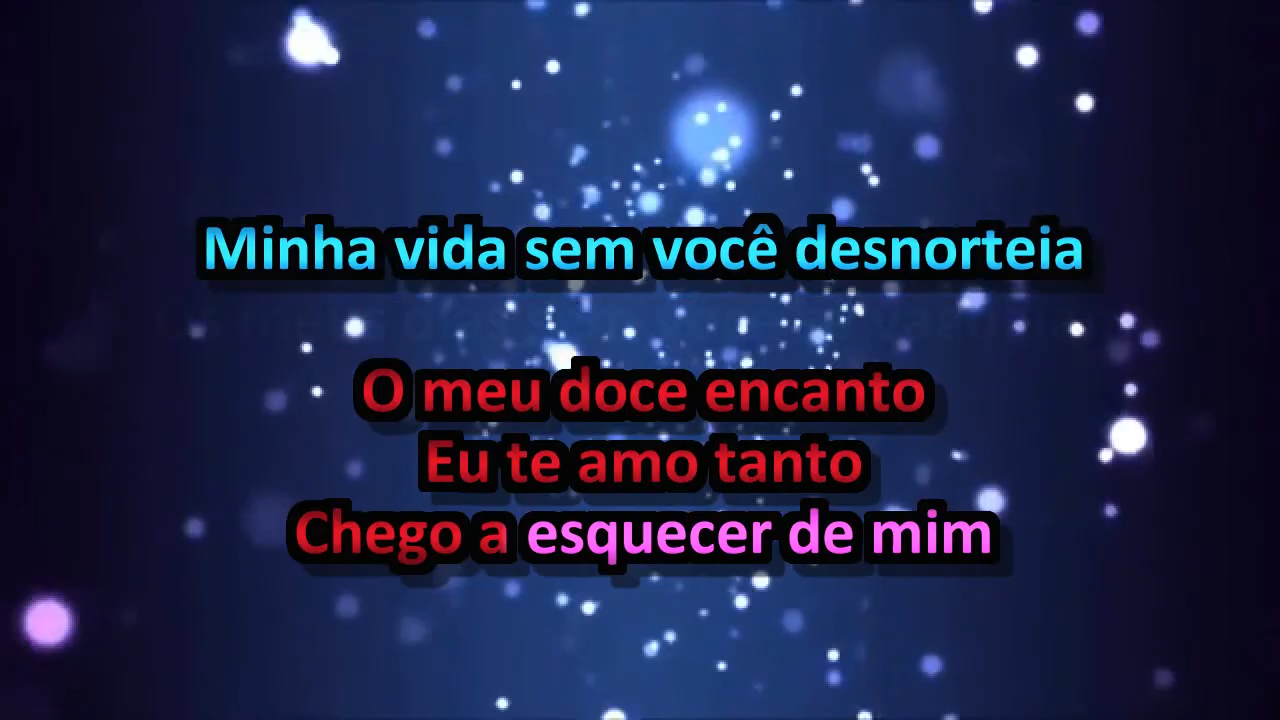 Minha vida sem você desnorteia
O meu doce encanto
Eu te amo tanto
Chego a esquecer de mim